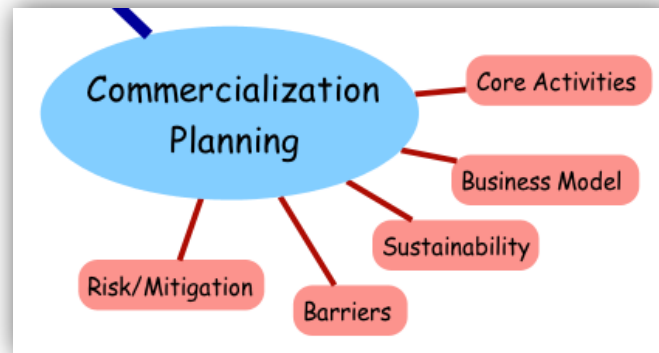 Commercialization
Planning
Core Activities
Business Model
Sustainability
Barriers
Risk/Mitigation